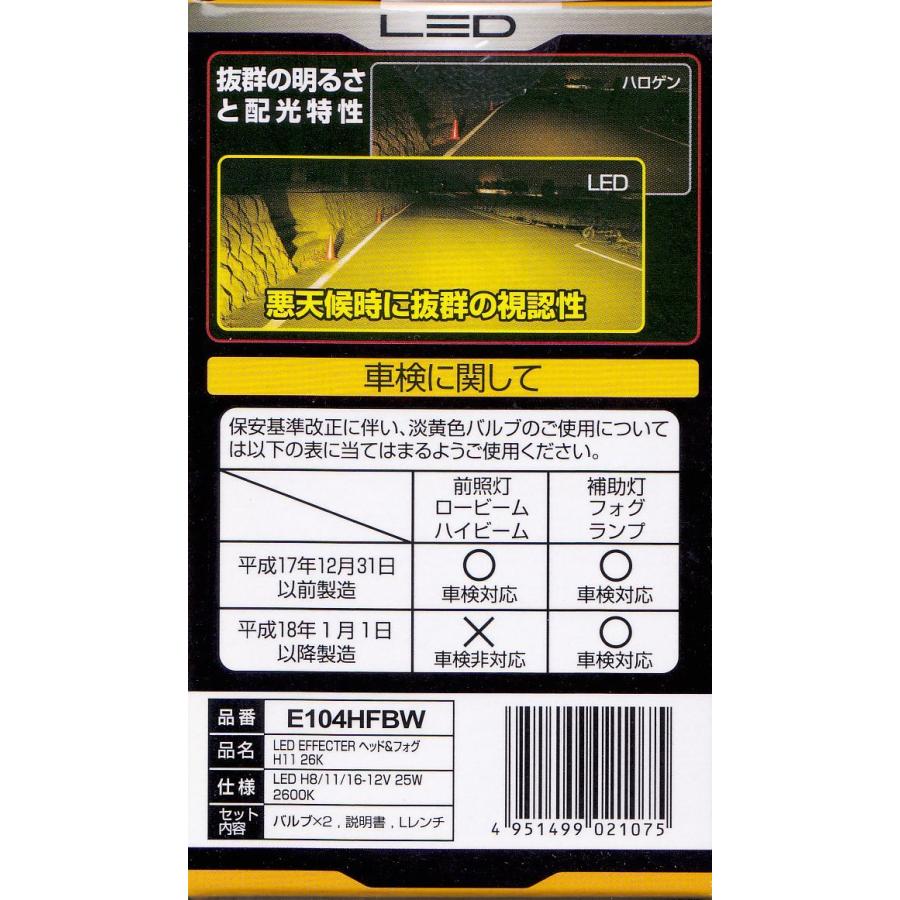 LED
抜群の明るさ
と配光特性
ハロゲン
LED
悪天候時に抜群の視認性
車検に関して
保安基準改正に伴い、淡黄色バルブのご使用について
は以下の表に当てはまるようご使用ください。
前照灯
ロービーム
ハイビーム
補助灯
フォグ
ランプ
平成17年12月31日
以前製造
○
車検対応
○
車検対応
平成18年1月1日
以降製造
×
車検非対応
○
車検対応
品番
E104HFBW
品名
LED EFFECTER ヘッド&フォグ
H11 26K
仕様
LED H8/11/16-12V 25W
2600K
セット
内容
バルブ×2 , 説明書 , Lレンチ
4 951499 021075